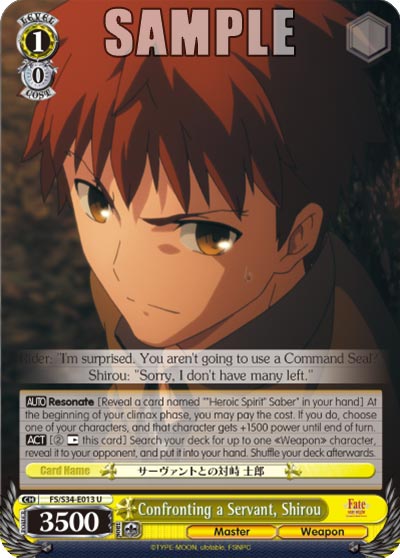 SAMPLE
LEVEL
1
0
COST
Rider: "I'm surprised. You aren't going to use a Command Seal?"
Shirou: "Sorry, I don't have many left."
AUTO Resonate [Reveal a card named ""Heroic Spirit" Saber" in your hand] At
the beginning of your climax phase, you may pay the cost. If you do, choose
one of your characters, and that character gets +1500 power until end of turn.
ACT [② ] Search your deck for up to one «Weapon» character,
reveal it to your opponent, and put it into your hand. Shuffle your deck afterwards.
Card Name サーヴァントとの対峙 士郎
CH FS/S34-E013 U Confronting a Servant, Shirou
POWER 3500 Master Weapon
Fate
©TYPE-MOON, ufotable, FSNPC